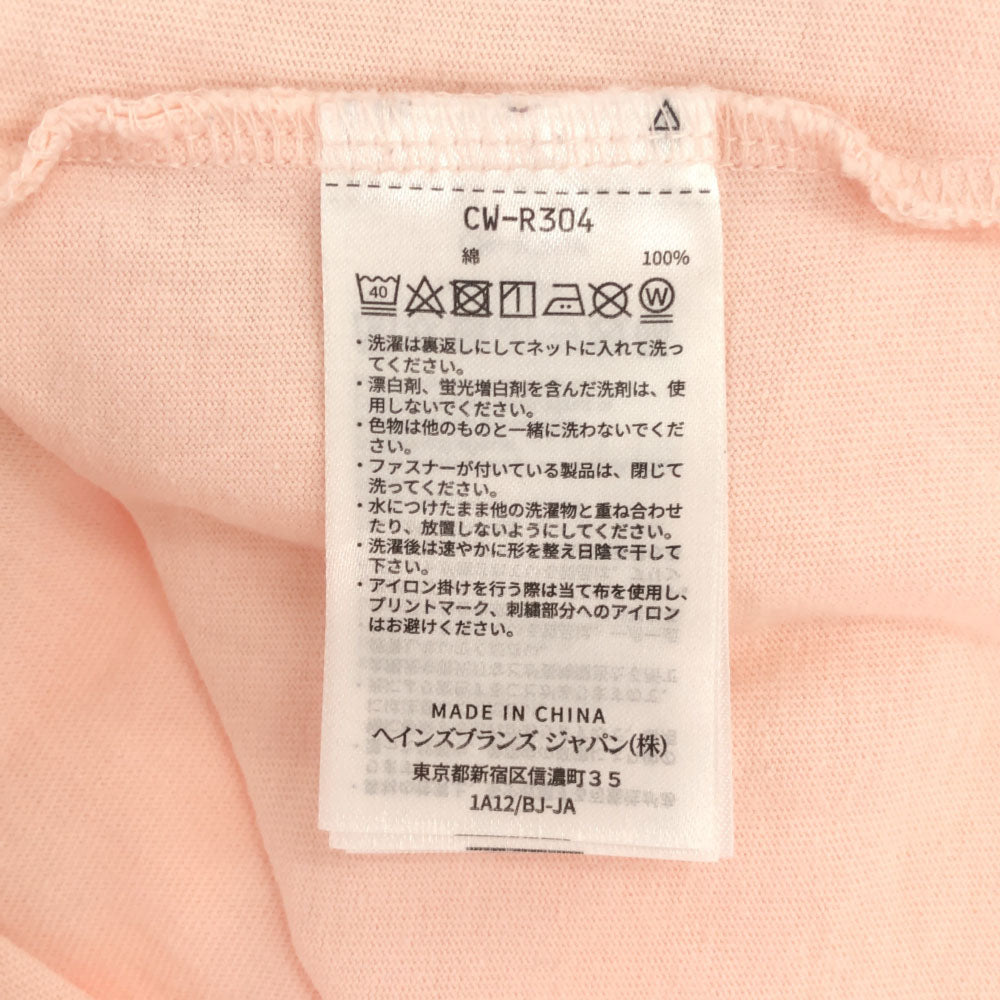 CW-R304
綿 100%
40 W
・洗濯は裏返しにしてネットに入れて洗っ
てください。
・漂白剤、蛍光増白剤を含んだ洗剤は、使
用しないでください。
・色物は他のものと一緒に洗わないでくだ
さい。
・ファスナーが付いている製品は、閉じて
洗ってください。
・水につけたまま他の洗濯物と重ね合わせ
たり、放置しないようにしてください。
・洗濯後は速やかに形を整え日陰で干して
下さい。
・アイロン掛けを行う際は当て布を使用し、
プリントマーク、刺繍部分へのアイロン
はお避けください。
MADE IN CHINA
ヘインズブランズ ジャパン(株)
東京都新宿区信濃町35
1A12/BJ-JA